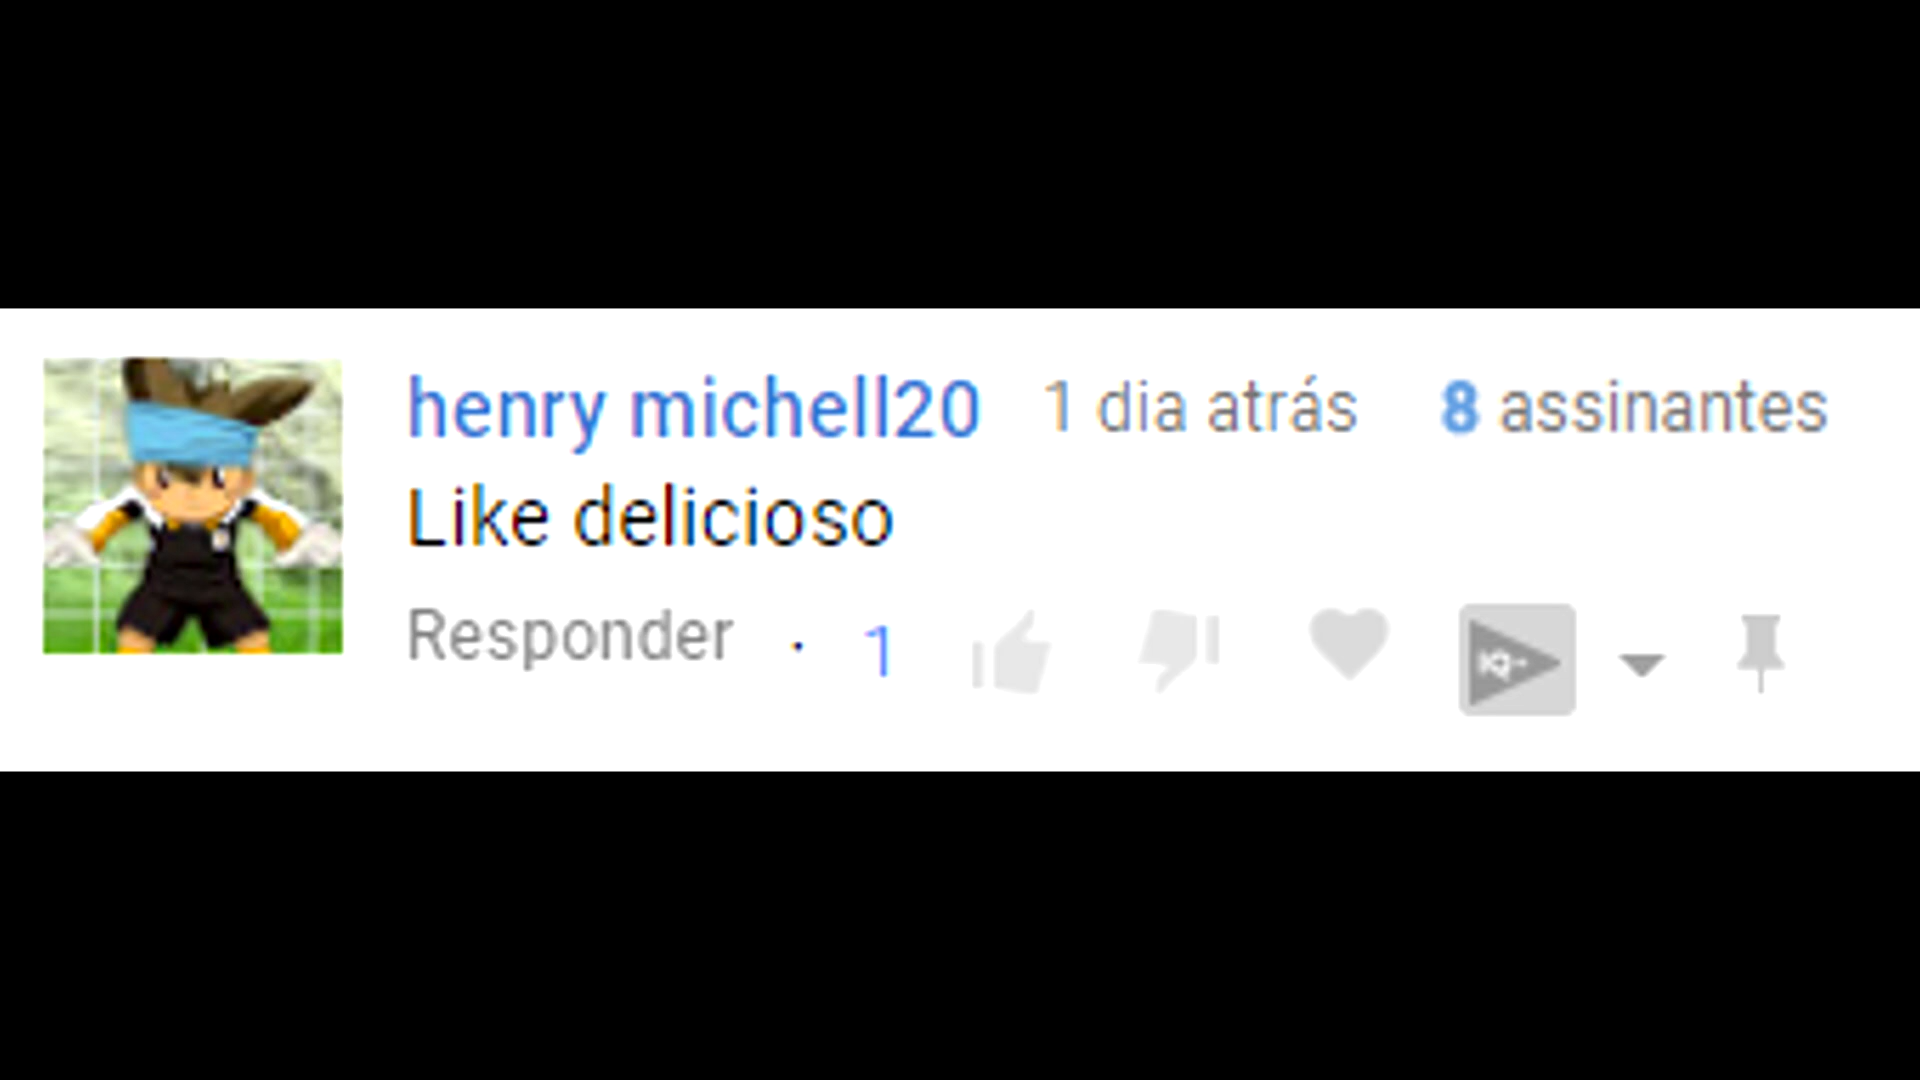 henry michell20 1 dia atrás 8 assinantes
Like delicioso
Responder · 1